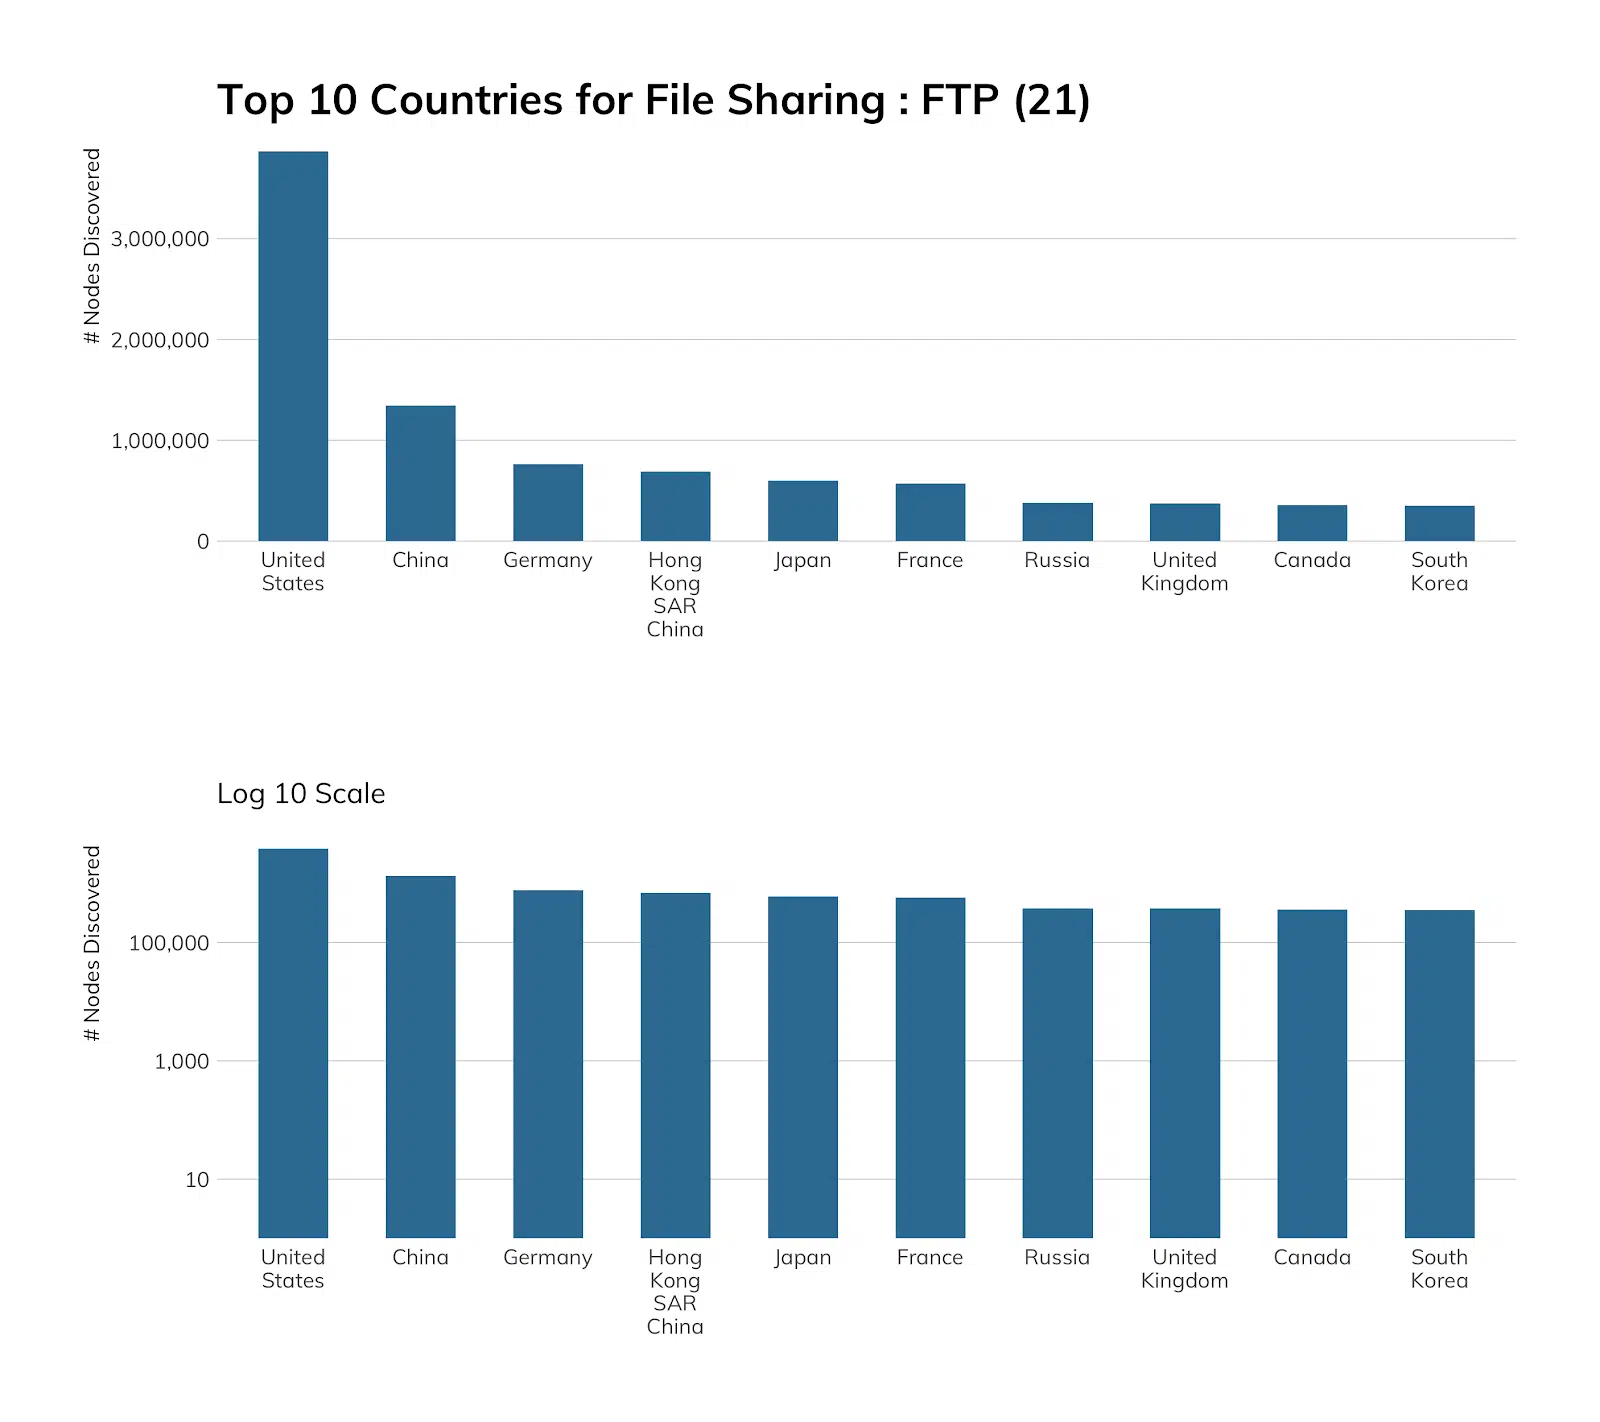 Top 10 Countries for File Sharing : FTP (21)
# Nodes Discovered
3,000,000
2,000,000
1,000,000
0
United States
China
Germany
Hong Kong SAR China
Japan
France
Russia
United Kingdom
Canada
South Korea
Log 10 Scale
# Nodes Discovered
100,000
1,000
10
United States
China
Germany
Hong Kong SAR China
Japan
France
Russia
United Kingdom
Canada
South Korea